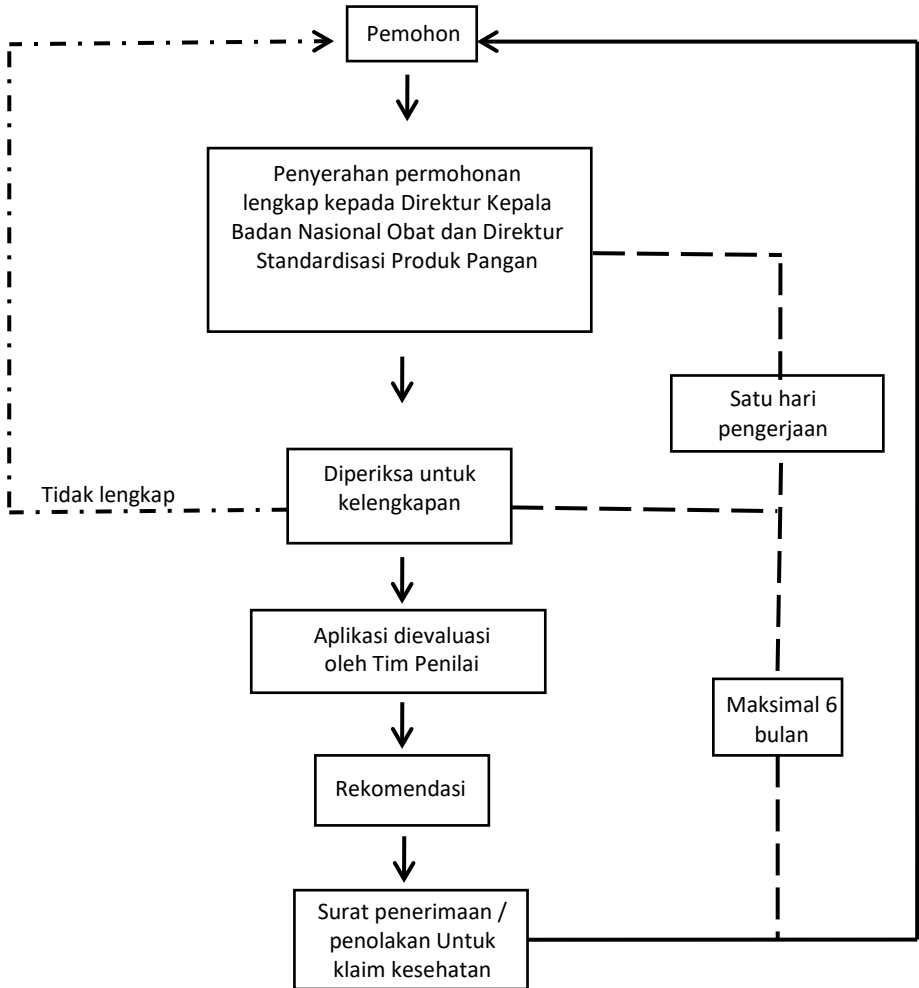 Pemohon
Penyerahan permohonan
lengkap kepada Direktur Kepala
Badan Nasional Obat dan Direktur
Standardisasi Produk Pangan
Satu hari
pengerjaan
Diperiksa untuk
kelengkapan
Tidak lengkap
Aplikasi dievaluasi
oleh Tim Penilai
Maksimal 6
bulan
Rekomendasi
Surat penerimaan /
penolakan Untuk
klaim kesehatan